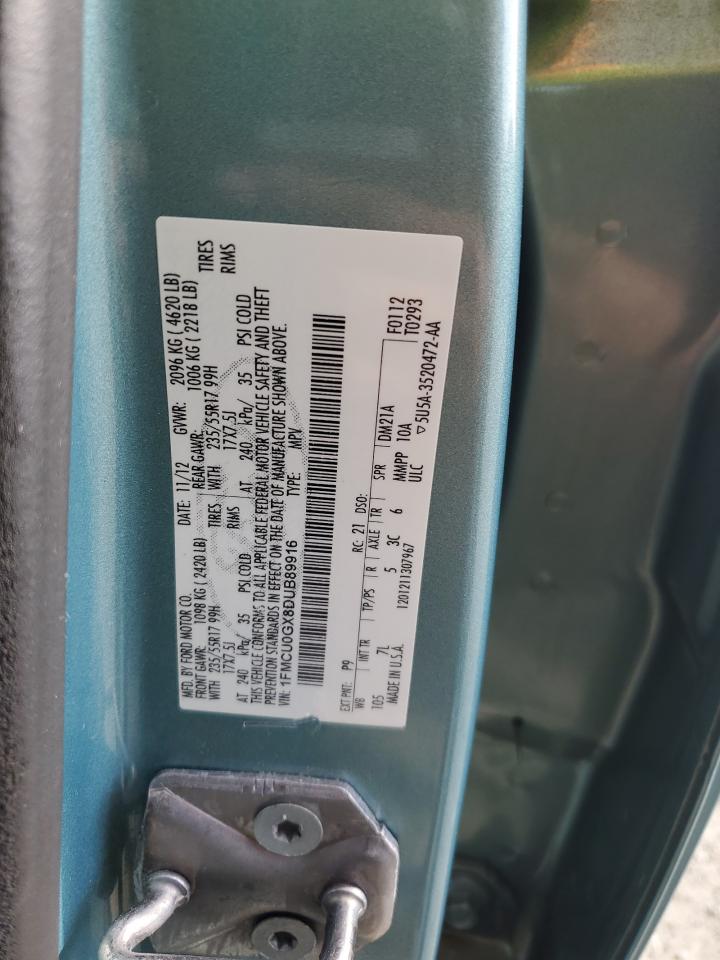 MFD. BY FORD MOTOR CO. DATE: 11/12 GVWR: 2096 KG ( 4620 LB)
FRONT GAWR: 1098 KG ( 2420 LB) REAR GAWR: 1006 KG ( 2218 LB)
WITH 235/55R17 99H TIRES WITH 235/55R17 99H TIRES
17X7.5J RIMS 17X7.5J RIMS
AT 240 kPa/ 35 PSI COLD AT 240 kPa/ 35 PSI COLD
THIS VEHICLE CONFORMS TO ALL APPLICABLE FEDERAL MOTOR VEHICLE SAFETY AND THEFT
PREVENTION STANDARDS IN EFFECT ON THE DATE OF MANUFACTURE SHOWN ABOVE.
VIN: 1FMCU0GX8DUB89916 TYPE: MPV
EXT PNT: P9 RC: 21 DSO: F0112
WB INT TR TP/PS R AXLE TR SPR DM21A T0293
105 7L 5 3C 6 MMPP 10A
MADE IN U.S.A. 1201211307967 ULC ▽5U5A-3520472-AA